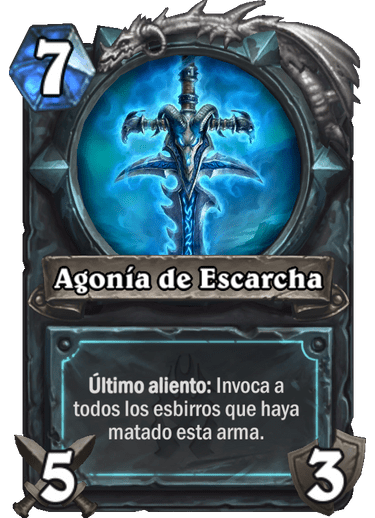 7
Agonía de Escarcha
Último aliento: Invoca a
todos los esbirros que haya
matado esta arma.
5
3